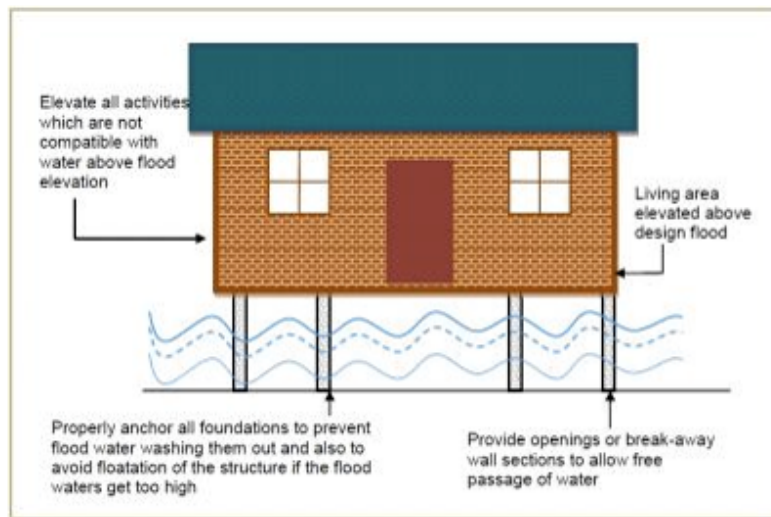 Elevate all activities
which are not
compatible with
water above flood
elevation
Living area
elevated above
design flood
Properly anchor all foundations to prevent
flood water washing them out and also to
avoid floatation of the structure if the flood
waters get too high
Provide openings or break-away
wall sections to allow free
passage of water